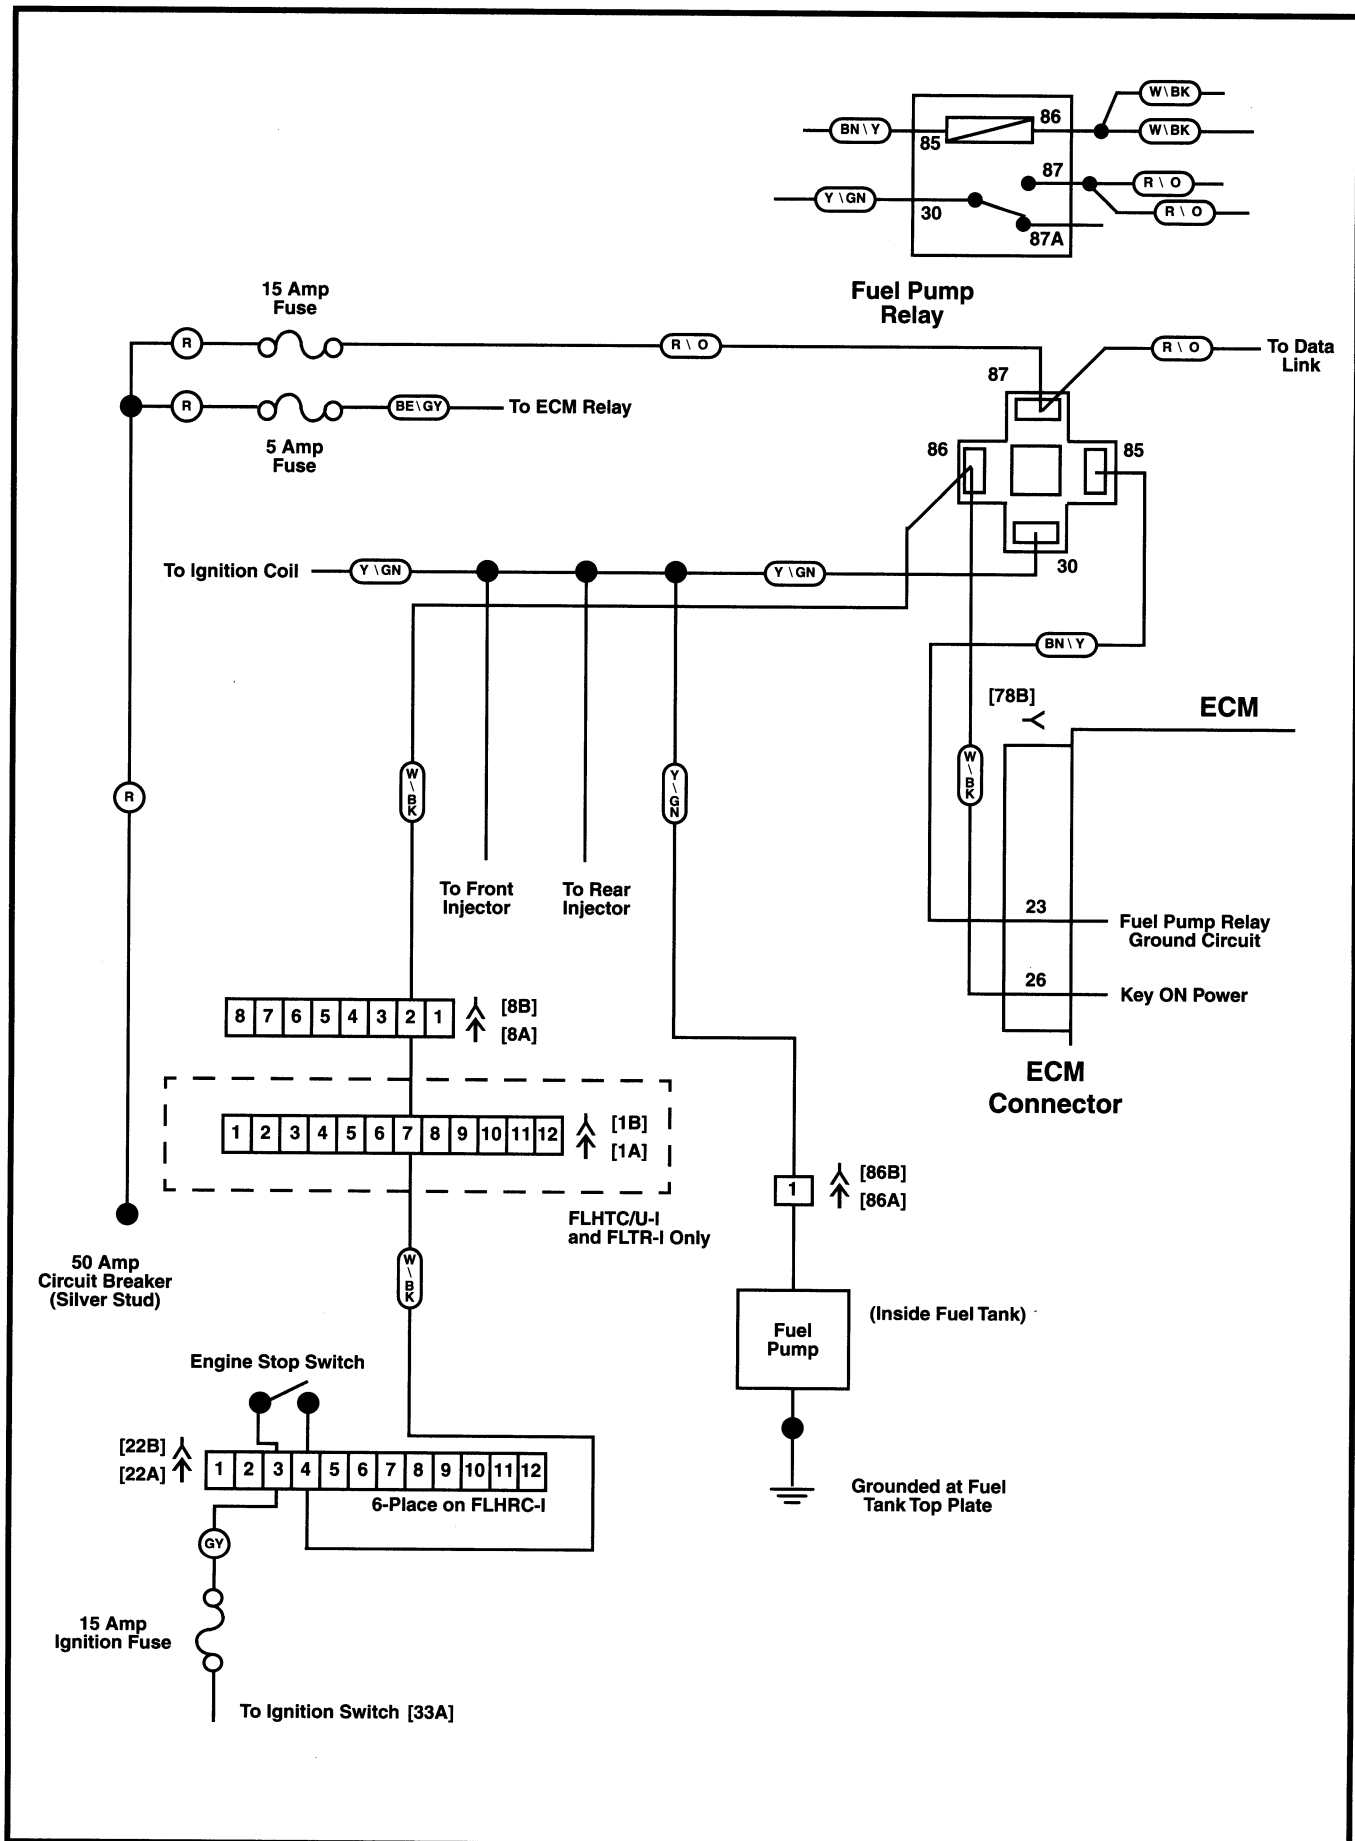 W\BK
86
BN\Y
W\BK
85
87
R \ O
Y \GN
30
R \ O
87A
Fuel Pump
Relay
15 Amp
Fuse
R
R \ O
R \ O
To Data
Link
87
R
BE\GY
To ECM Relay
5 Amp
Fuse
86
85
To Ignition Coil
Y \GN
Y \GN
30
BN\Y
[78B]
ECM
W\BK
Y\GN
W\BK
R
To Front
Injector
To Rear
Injector
23
Fuel Pump Relay
Ground Circuit
26
Key ON Power
8 7 6 5 4 3 2 1
[8B]
[8A]
ECM
Connector
1 2 3 4 5 6 7 8 9 10 11 12
[1B]
[1A]
1
[86B]
[86A]
FLHTC/U-I
and FLTR-I Only
50 Amp
Circuit Breaker
(Silver Stud)
W\BK
(Inside Fuel Tank)
Fuel
Pump
Engine Stop Switch
[22B]
[22A]
1 2 3 4 5 6 7 8 9 10 11 12
6-Place on FLHRC-I
Grounded at Fuel
Tank Top Plate
GY
15 Amp
Ignition Fuse
To Ignition Switch [33A]